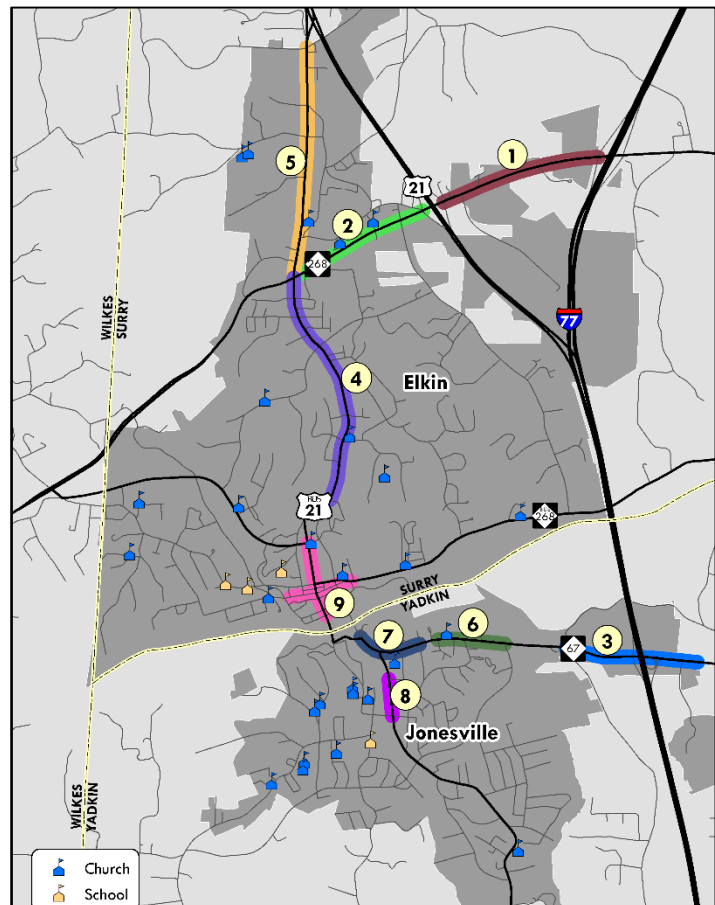 1
5
21
2
268
77
WILKES
SURRY
4
Elkin
BUS
21
268
SURRY
YADKIN
9
7
6
67
3
8
Jonesville
WILKES
YADKIN
Church
School